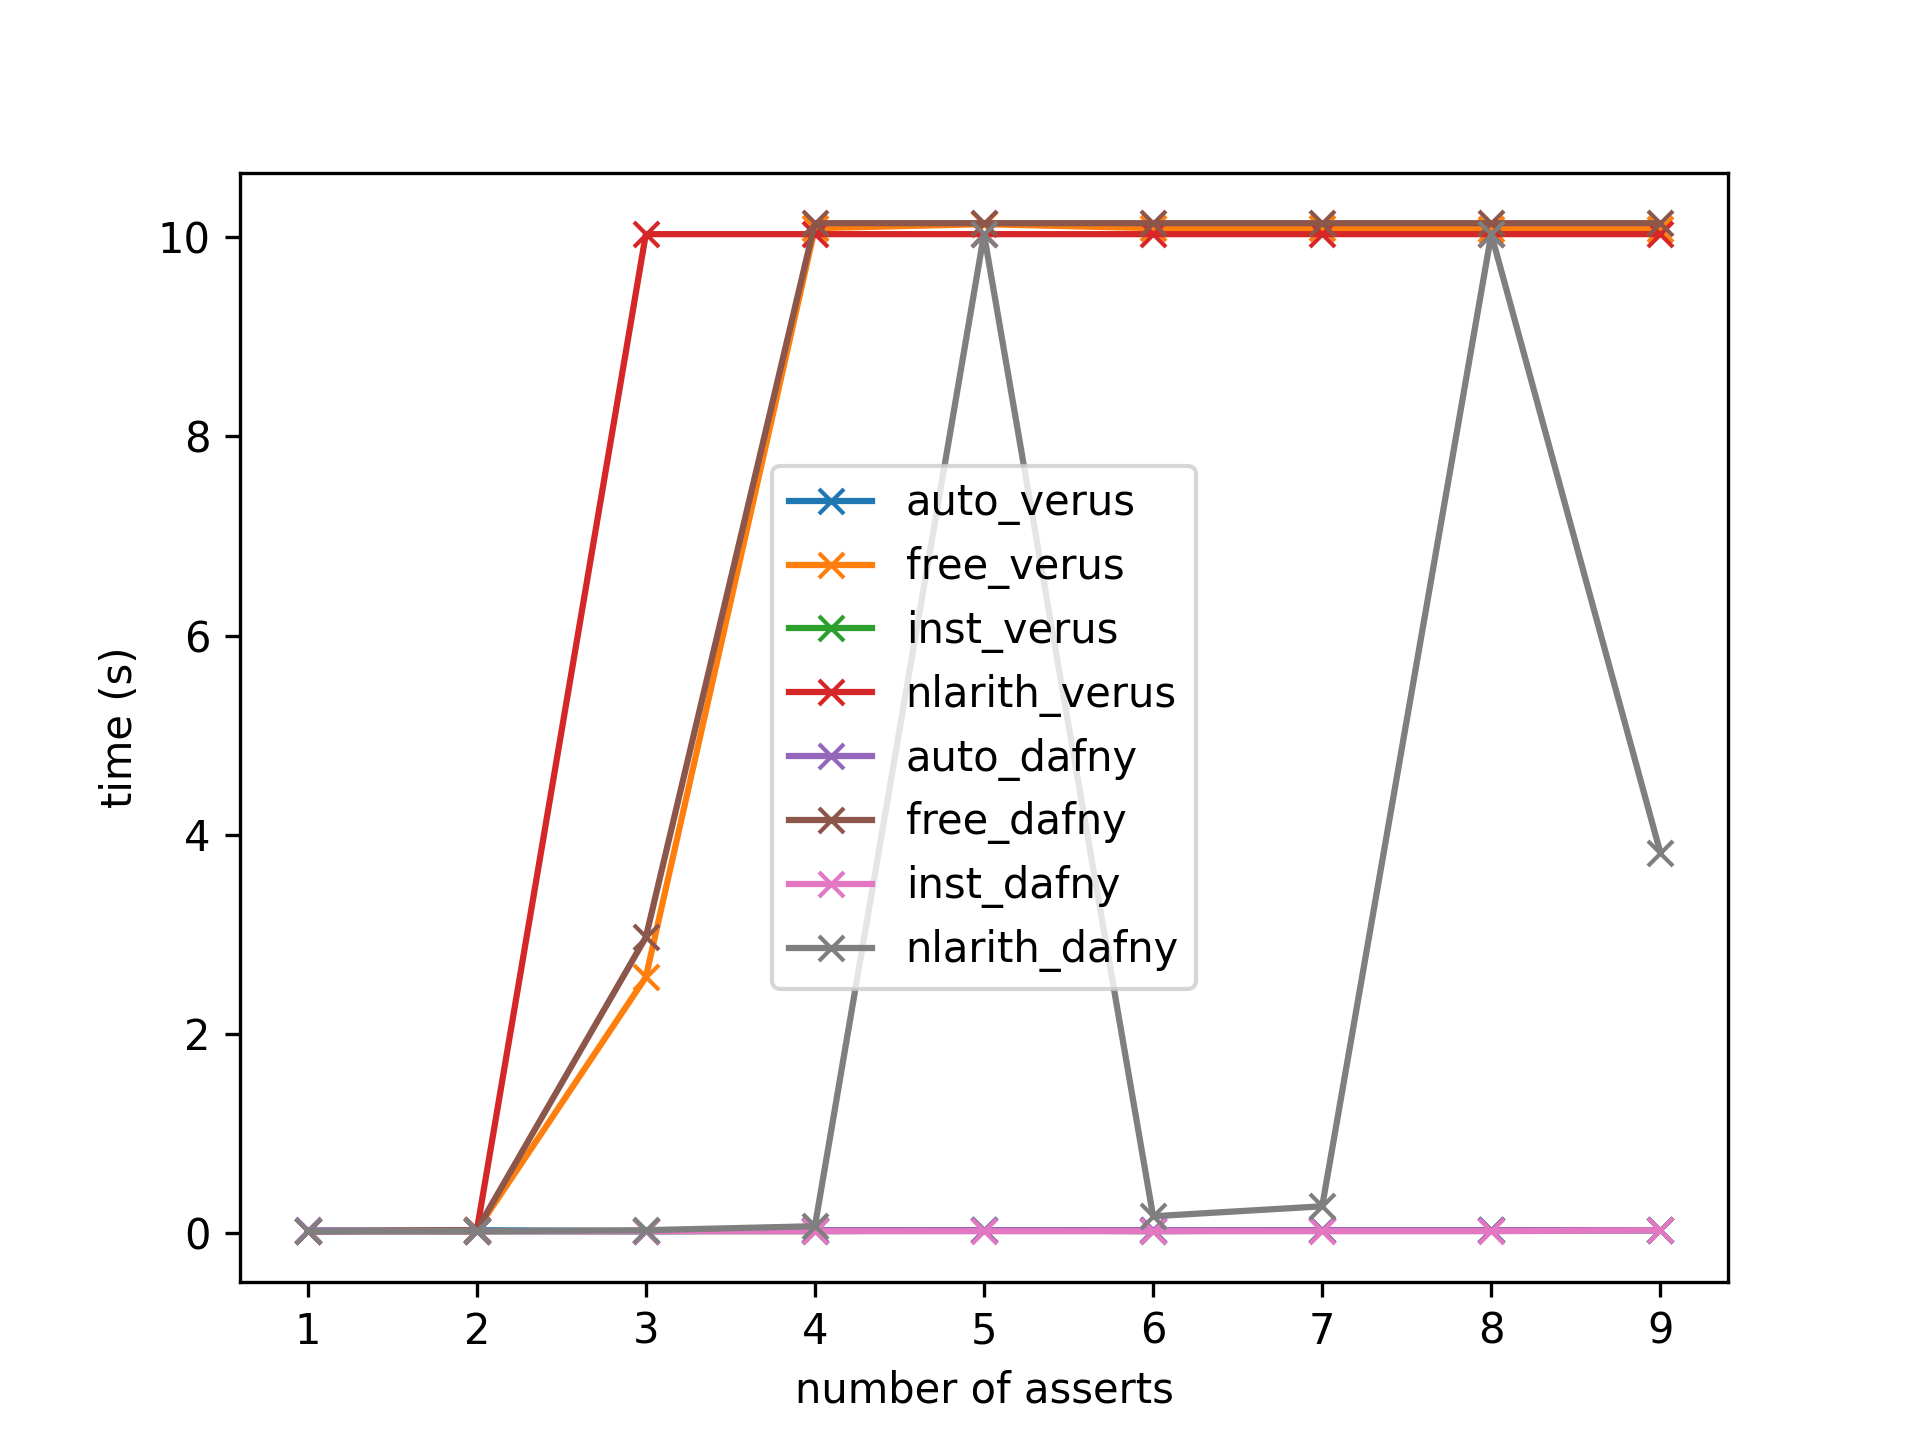 10
8
6
4
2
0
time (s)
auto_verus
free_verus
inst_verus
nlarith_verus
auto_dafny
free_dafny
inst_dafny
nlarith_dafny
1 2 3 4 5 6 7 8 9
number of asserts